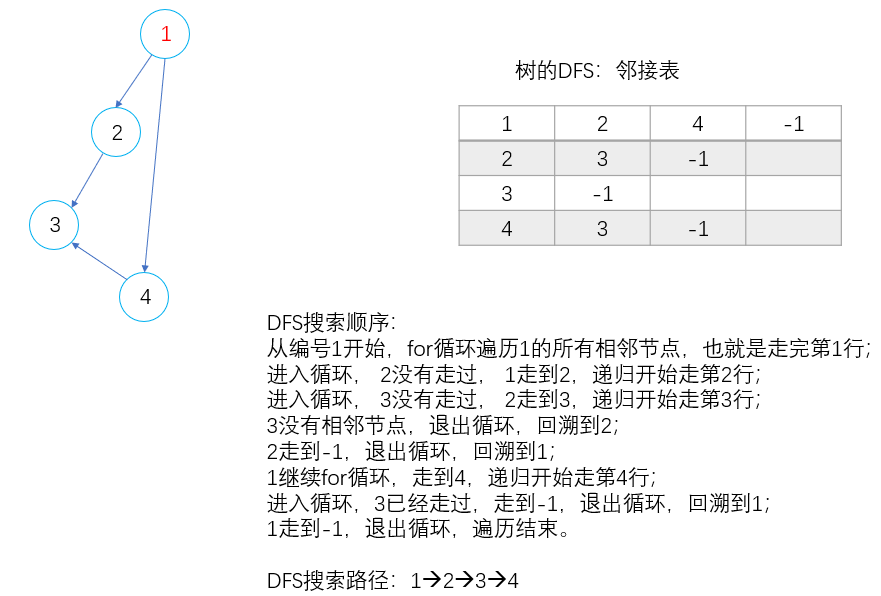 1
2
3
4
树的DFS：邻接表
1 2 4 -1
2 3 -1
3 -1
4 3 -1
DFS搜索顺序：
从编号1开始，for循环遍历1的所有相邻节点，也就是走完第1行；
进入循环， 2没有走过， 1走到2，递归开始走第2行；
进入循环， 3没有走过， 2走到3，递归开始走第3行；
3没有相邻节点，退出循环，回溯到2；
2走到-1，退出循环，回溯到1；
1继续for循环，走到4，递归开始走第4行；
进入循环，3已经走过，走到-1，退出循环，回溯到1；
1走到-1，退出循环，遍历结束。
DFS搜索路径：1→2→3→4